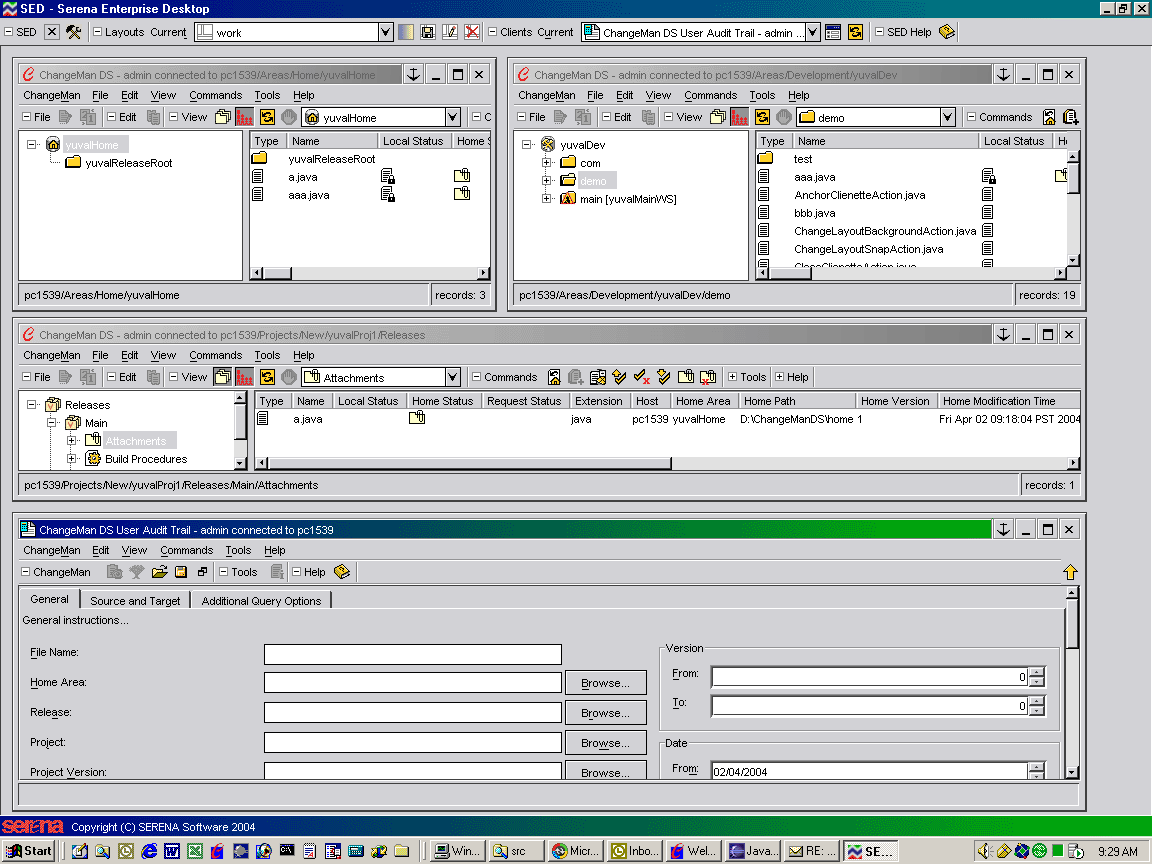 SED - Serena Enterprise Desktop
SED Layouts Current work Clients Current ChangeMan DS User Audit Trail - admin ... SED Help
ChangeMan DS - admin connected to pc1539/Areas/Home/yuvalHome
ChangeMan File Edit View Commands Tools Help
File Edit View yuvalHome C
yuvalHome
yuvalReleaseRoot
Type Name Local Status Home S
yuvalReleaseRoot
a.java
aaa.java
pc1539/Areas/Home/yuvalHome records: 3
ChangeMan DS - admin connected to pc1539/Areas/Development/yuvalDev
ChangeMan File Edit View Commands Tools Help
File Edit View demo Commands
yuvalDev
com
demo
main [yuvalMainWS]
Type Name Local Status H
test
aaa.java
AnchorClienetteAction.java
bbb.java
ChangeLayoutBackgroundAction.java
ChangeLayoutSnapAction.java
CloseClienetteAction.java
pc1539/Areas/Development/yuvalDev/demo records: 19
ChangeMan DS - admin connected to pc1539/Projects/New/yuvalProj1/Releases
ChangeMan File Edit View Commands Tools Help
File Edit View Attachments Commands Tools Help
Releases
Main
Attachments
Build Procedures
Type Name Local Status Home Status Request Status Extension Host Home Area Home Path Home Version Home Modification Time
a.java java pc1539 yuvalHome D:\ChangeManDS\home 1 Fri Apr 02 09:18:04 PST 2004
pc1539/Projects/New/yuvalProj1/Releases/Main/Attachments records: 1
ChangeMan DS User Audit Trail - admin connected to pc1539
ChangeMan Edit View Commands Tools Help
ChangeMan Tools Help
General Source and Target Additional Query Options
General instructions...
File Name:
Home Area: Browse...
Release: Browse...
Project: Browse...
Project Version: Browse...
Version
From: 0
To: 0
Date
From: 02/04/2004
serena Copyright (C) SERENA Software 2004
Start Win... src Micr... Inbo... Wel... Java... RE: ... SE... 9:29 AM